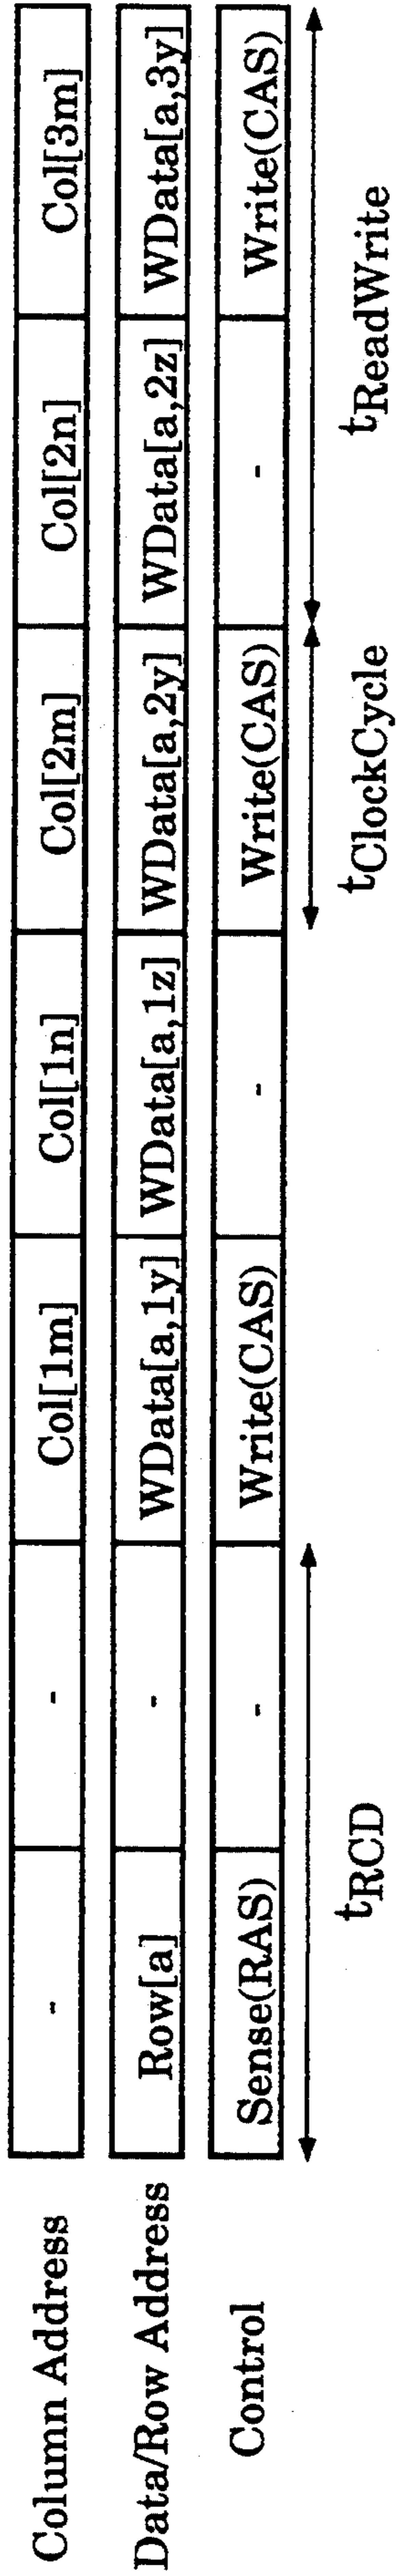 Column Address - - Col[1m] Col[1n] Col[2m] Col[2n] Col[3m]
Data/Row Address Row[a] - WData[a,1y] WData[a,1z] WData[a,2y] WData[a,2z] WData[a,3y]
Control Sense(RAS) - Write(CAS) - Write(CAS) - Write(CAS)
tRCD tClockCycle tReadWrite